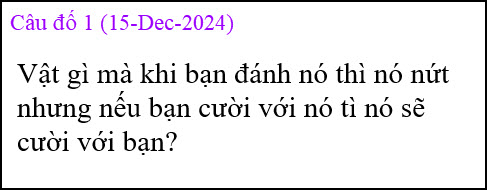 Câu đố 1 (15-Dec-2024)
Vật gì mà khi bạn đánh nó thì nó nứt
nhưng nếu bạn cười với nó tì nó sẽ
cười với bạn?